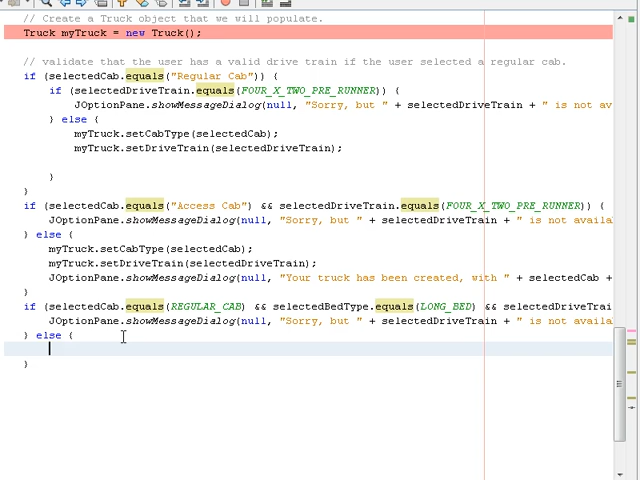 // Create a Truck object that we will populate.
Truck myTruck = new Truck();
// validate that the user has a valid drive train if the user selected a regular cab.
if (selectedCab.equals("Regular Cab")) {
if (selectedDriveTrain.equals(FOUR_X_TWO_PRE_RUNNER)) {
JOptionPane.showMessageDialog(null, "Sorry, but " + selectedDriveTrain + " is not av
} else {
myTruck.setCabType(selectedCab);
myTruck.setDriveTrain(selectedDriveTrain);
}
}
if (selectedCab.equals("Access Cab") && selectedDriveTrain.equals(FOUR_X_TWO_PRE_RUNNER)) {
JOptionPane.showMessageDialog(null, "Sorry, but " + selectedDriveTrain + " is not availa
} else {
myTruck.setCabType(selectedCab);
myTruck.setDriveTrain(selectedDriveTrain);
JOptionPane.showMessageDialog(null, "Your truck has been created, with " + selectedCab +
}
if (selectedCab.equals(REGULAR_CAB) && selectedBedType.equals(LONG_BED) && selectedDriveTrai
JOptionPane.showMessageDialog(null, "Sorry, but " + selectedDriveTrain + " is not availa
} else {
}